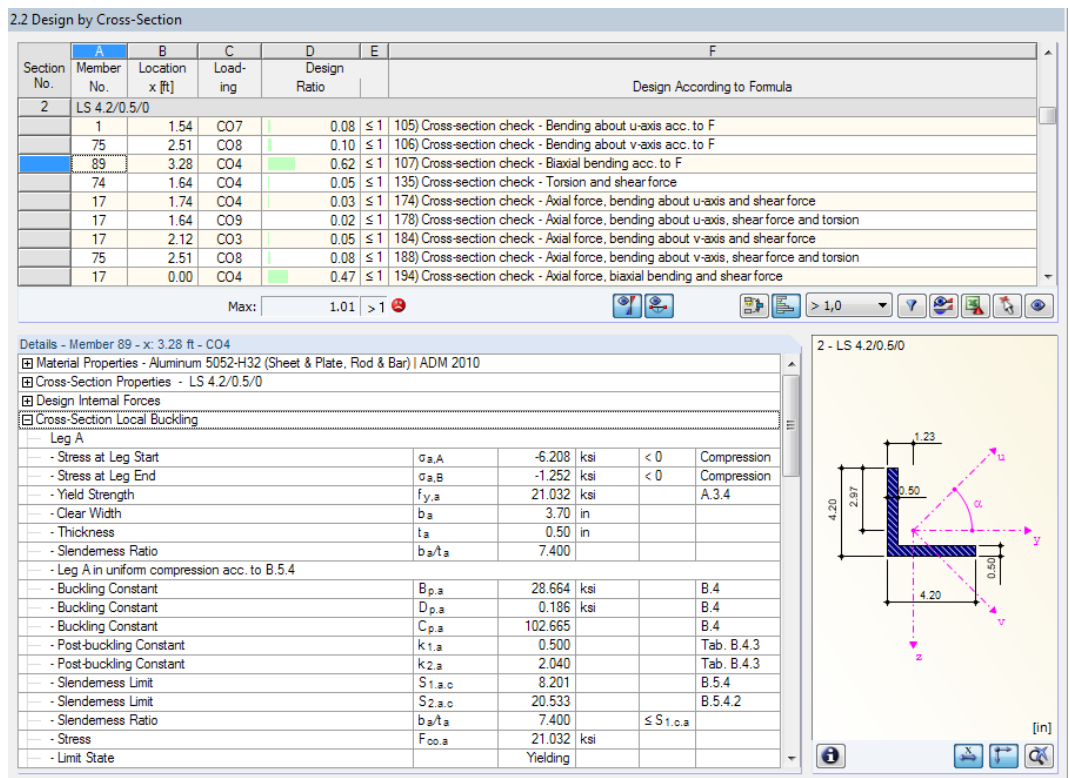 2.2 Design by Cross-Section
A B C D E F
Section Member Location Load- Design
No. No. x [ft] ing Ratio Design According to Formula
2 LS 4.2/0.5/0
1 1.54 CO7 0.08 ≤ 1 105) Cross-section check - Bending about u-axis acc. to F
75 2.51 CO8 0.10 ≤ 1 106) Cross-section check - Bending about v-axis acc. to F
89 3.28 CO4 0.62 ≤ 1 107) Cross-section check - Biaxial bending acc. to F
74 1.64 CO4 0.05 ≤ 1 135) Cross-section check - Torsion and shear force
17 1.74 CO4 0.03 ≤ 1 174) Cross-section check - Axial force, bending about u-axis and shear force
17 1.64 CO9 0.02 ≤ 1 178) Cross-section check - Axial force, bending about u-axis, shear force and torsion
17 2.12 CO3 0.05 ≤ 1 184) Cross-section check - Axial force, bending about v-axis and shear force
75 2.51 CO8 0.08 ≤ 1 188) Cross-section check - Axial force, bending about v-axis, shear force and torsion
17 0.00 CO4 0.47 ≤ 1 194) Cross-section check - Axial force, biaxial bending and shear force
Max: 1.01 > 1 > 1,0
Details - Member 89 - x: 3.28 ft - CO4
Material Properties - Aluminum 5052-H32 (Sheet & Plate, Rod & Bar) | ADM 2010
Cross-Section Properties - LS 4.2/0.5/0
Design Internal Forces
Cross-Section Local Buckling
Leg A
- Stress at Leg Start σa,A -6.208 ksi < 0 Compression
- Stress at Leg End σa,B -1.252 ksi < 0 Compression
- Yield Strength fy,a 21.032 ksi A.3.4
- Clear Width ba 3.70 in
- Thickness ta 0.50 in
- Slenderness Ratio ba/ta 7.400
- Leg A in uniform compression acc. to B.5.4
- Buckling Constant Bp,a 28.664 ksi B.4
- Buckling Constant Dp,a 0.186 ksi B.4
- Buckling Constant Cp,a 102.665 B.4
- Post-buckling Constant k1,a 0.500 Tab. B.4.3
- Post-buckling Constant k2,a 2.040 Tab. B.4.3
- Slenderness Limit S1,a,c 8.201 B.5.4
- Slenderness Limit S2,a,c 20.533 B.5.4.2
- Slenderness Ratio ba/ta 7.400 ≤ S1,c,a
- Stress Fco,a 21.032 ksi
- Limit State Yielding
2 - LS 4.2/0.5/0
1.23
u
0.50
4.20
2.97
α
y
0.50
4.20
v
z
[in]